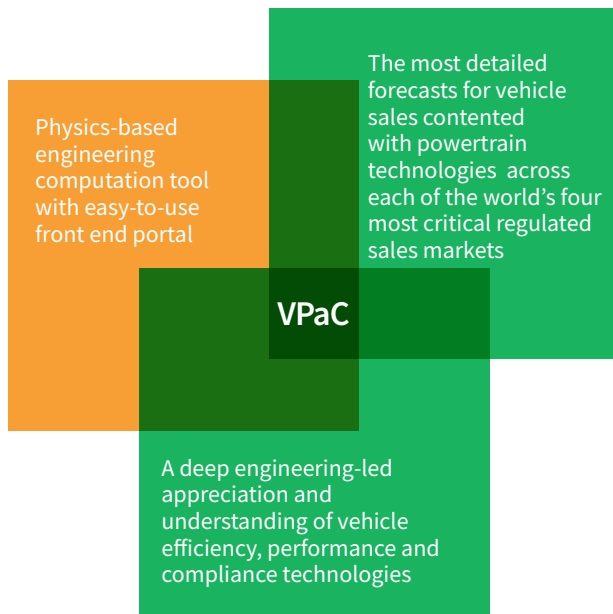 Physics-based
engineering
computation tool
with easy-to-use
front end portal
The most detailed
forecasts for vehicle
sales contented
with powertrain
technologies  across
each of the world’s four
most critical regulated
sales markets
VPaC
A deep engineering-led
appreciation and
understanding of vehicle
efficiency, performance and
compliance technologies